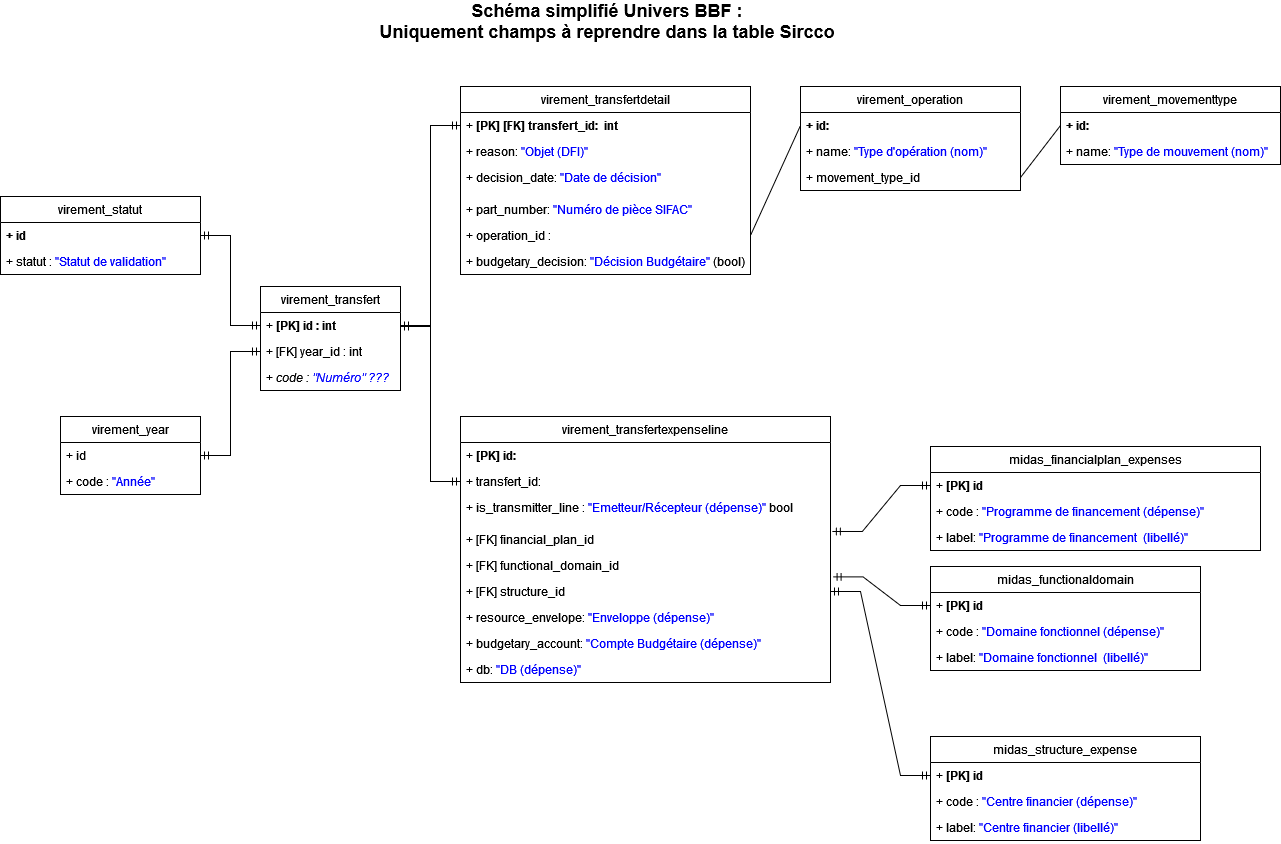 Schéma simplifié Univers BBF :
Uniquement champs à reprendre dans la table Sircco
virement_transfertdetail
+ [PK] [FK] transfert_id: int
+ reason: "Objet (DFI)"
+ decision_date: "Date de décision"
+ part_number: "Numéro de pièce SIFAC"
+ operation_id :
+ budgetary_decision: "Décision Budgétaire" (bool)
virement_operation
+ id:
+ name: "Type d'opération (nom)"
+ movement_type_id
virement_movementtype
+ id:
+ name: "Type de mouvement (nom)"
virement_statut
+ id
+ statut : "Statut de validation"
virement_transfert
+ [PK] id : int
+ [FK] year_id : int
+ code : "Numéro" ???
virement_year
+ id
+ code : "Année"
virement_transfertexpenseline
+ [PK] id:
+ transfert_id:
+ is_transmitter_line : "Emetteur/Récepteur (dépense)" bool
+ [FK] financial_plan_id
+ [FK] functional_domain_id
+ [FK] structure_id
+ resource_envelope: "Enveloppe (dépense)"
+ budgetary_account: "Compte Budgétaire (dépense)"
+ db: "DB (dépense)"
midas_financialplan_expenses
+ [PK] id
+ code : "Programme de financement (dépense)"
+ label: "Programme de financement (libellé)"
midas_functionaldomain
+ [PK] id
+ code : "Domaine fonctionnel (dépense)"
+ label: "Domaine fonctionnel (libellé)"
midas_structure_expense
+ [PK] id
+ code : "Centre financier (dépense)"
+ label: "Centre financier (libellé)"